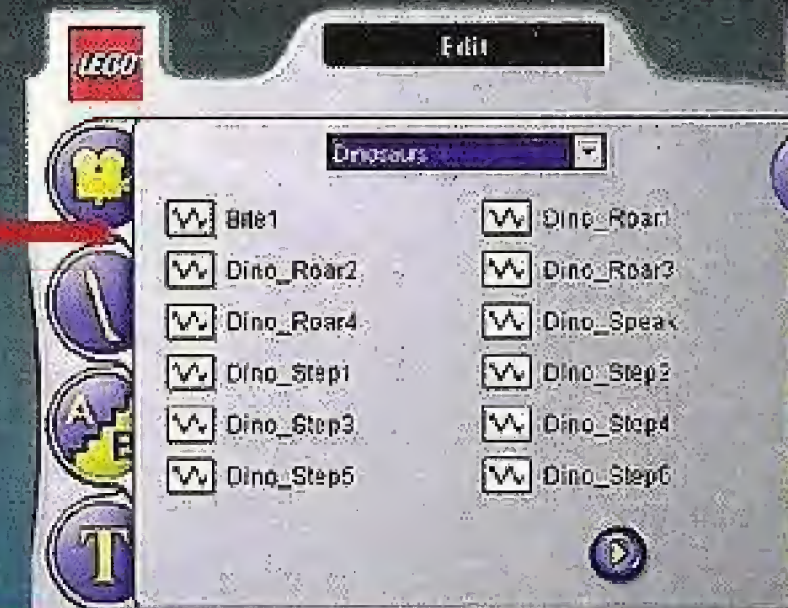 LEGO
Edit
Dinosaurs
Bite1 Dino_Roar1
Dino_Roar2 Dino_Roar3
Dino_Roar4 Dino_Speak
Dino_Step1 Dino_Step2
Dino_Step3 Dino_Step4
Dino_Step5 Dino_Step6
A
B
T